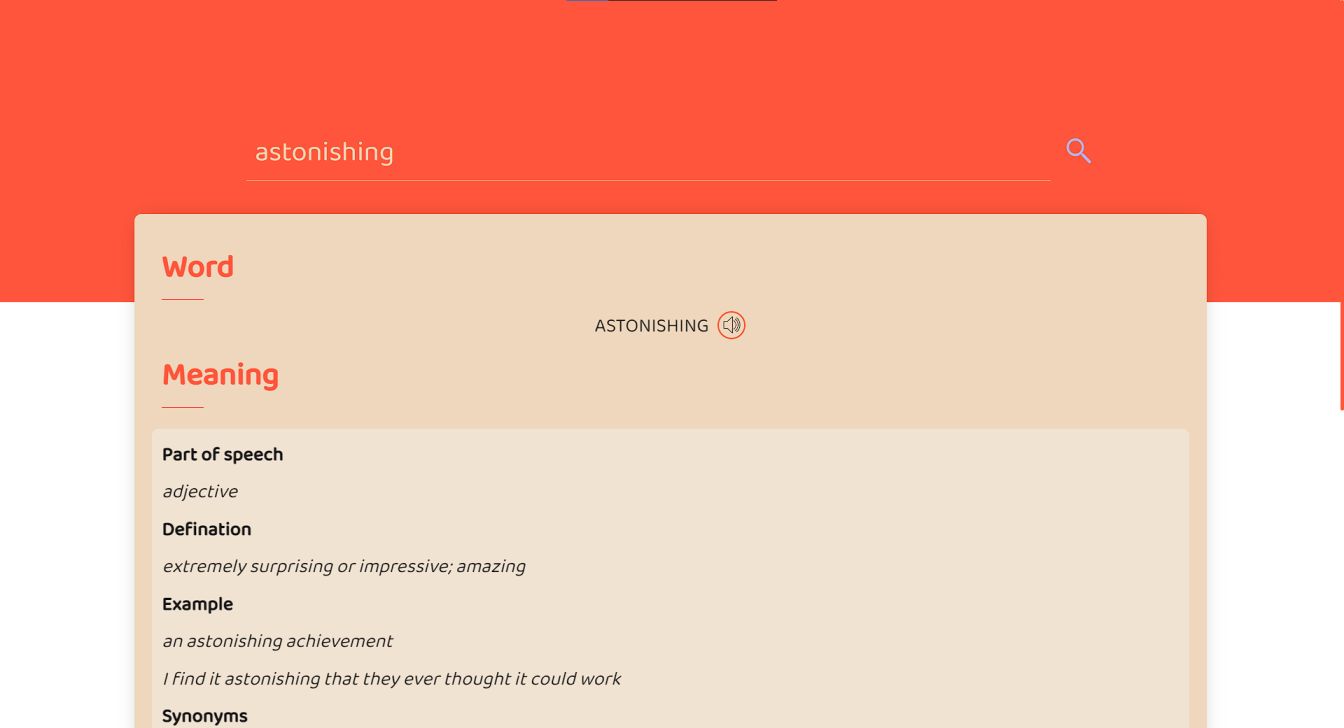 astonishing
Word
ASTONISHING
Meaning
Part of speech
adjective
Defination
extremely surprising or impressive; amazing
Example
an astonishing achievement
I find it astonishing that they ever thought it could work
Synonyms